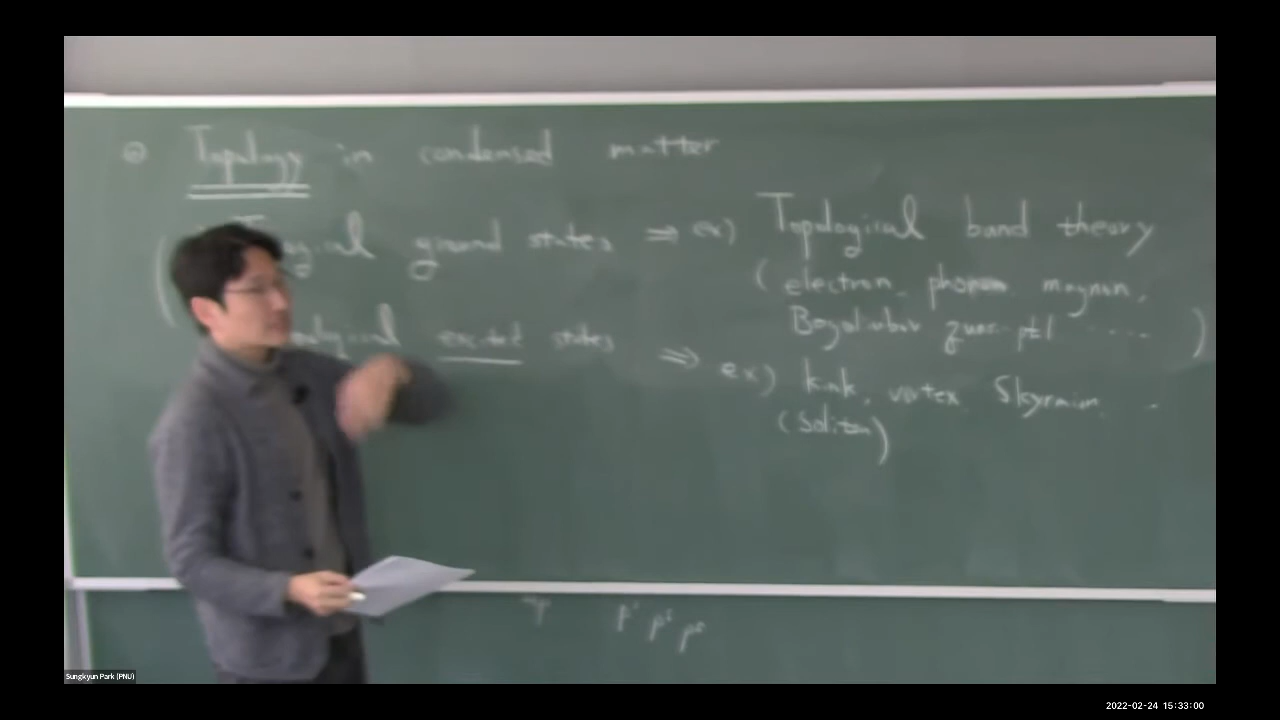 Topology in condensed matter
ground states ⇒ ex) Topological band theory
(electron, phonon magnon,
Bogoliubov quasi ptl ..... )
excited states ⇒ ex) kink, vortex Skyrmion. -
(Soliton)
Sungkyun Park (PNU)
2022-02-24 15:33:00